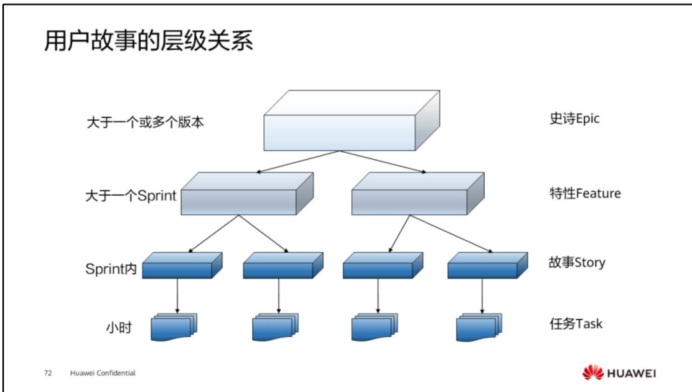 用户故事的层级关系
大于一个或多个版本
史诗Epic
大于一个Sprint
特性Feature
Sprint内
故事Story
小时
任务Task
72 Huawei Confidential
HUAWEI